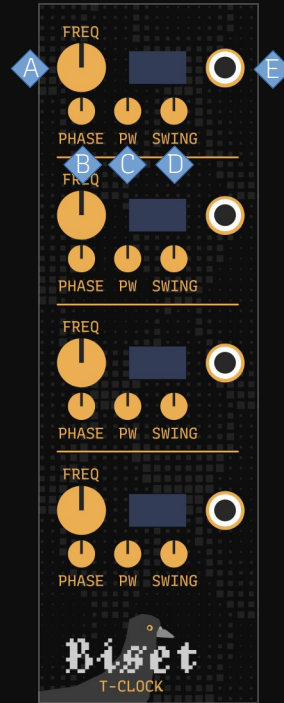 FREQ
A
E
PHASE PW SWING
B C D
FREQ
PHASE PW SWING
FREQ
PHASE PW SWING
FREQ
PHASE PW SWING
Biset
T-CLOCK